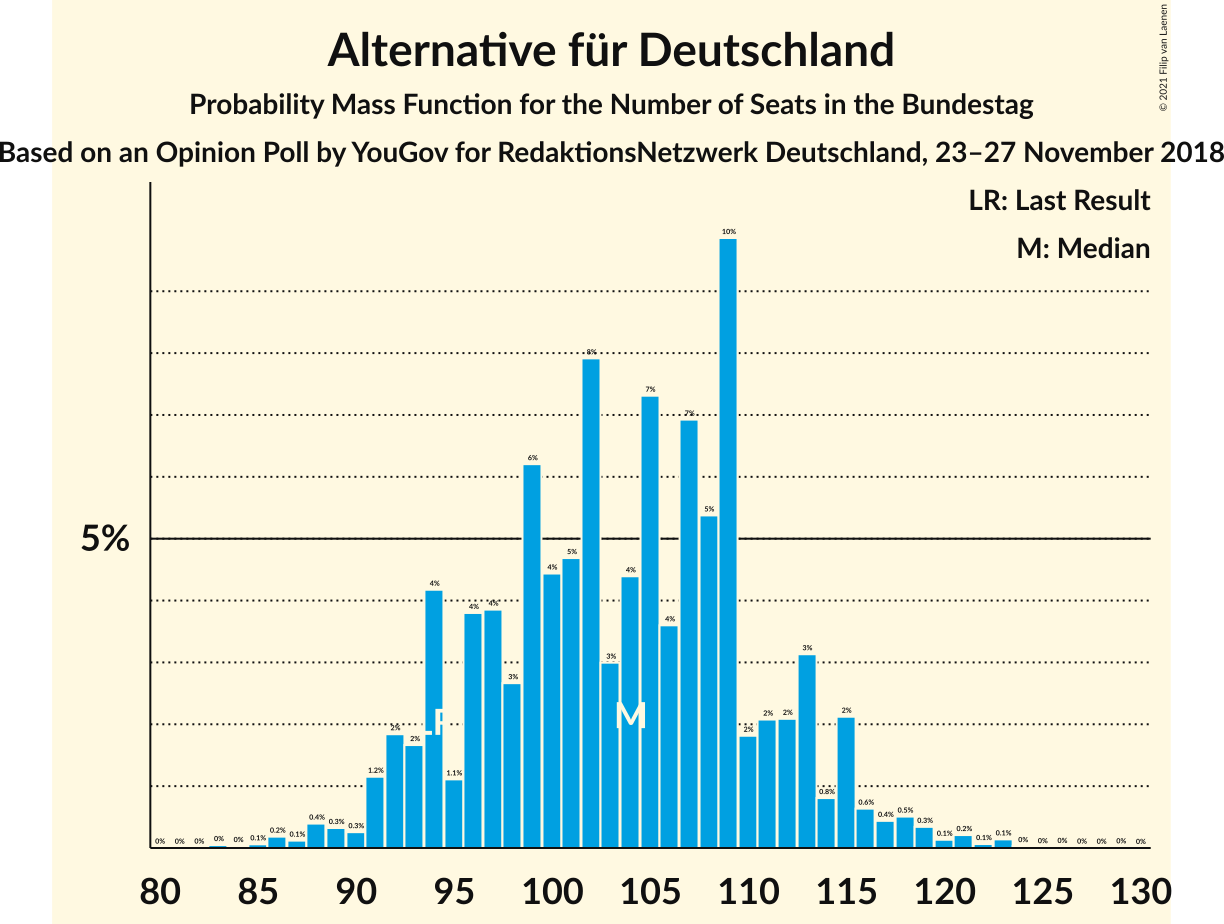 Alternative für Deutschland
Probability Mass Function for the Number of Seats in the Bundestag
Based on an Opinion Poll by YouGov for RedaktionsNetzwerk Deutschland, 23–27 November 2018
© 2021 Filip van Laenen
LR: Last Result
M: Median
5%
0% 0% 0% 0% 0% 0.1% 0.2% 0.1% 0.4% 0.3% 0.3% 1.2% 2% 2% 4% 1.1% 4% 4% 3% 6% 4% 5% 8% 3% 4% 7% 4% 7% 5% 10% 2% 2% 2% 3% 0.8% 2% 0.6% 0.4% 0.5% 0.3% 0.1% 0.2% 0.1% 0.1% 0% 0% 0% 0% 0% 0% 0%
LR M
80 85 90 95 100 105 110 115 120 125 130